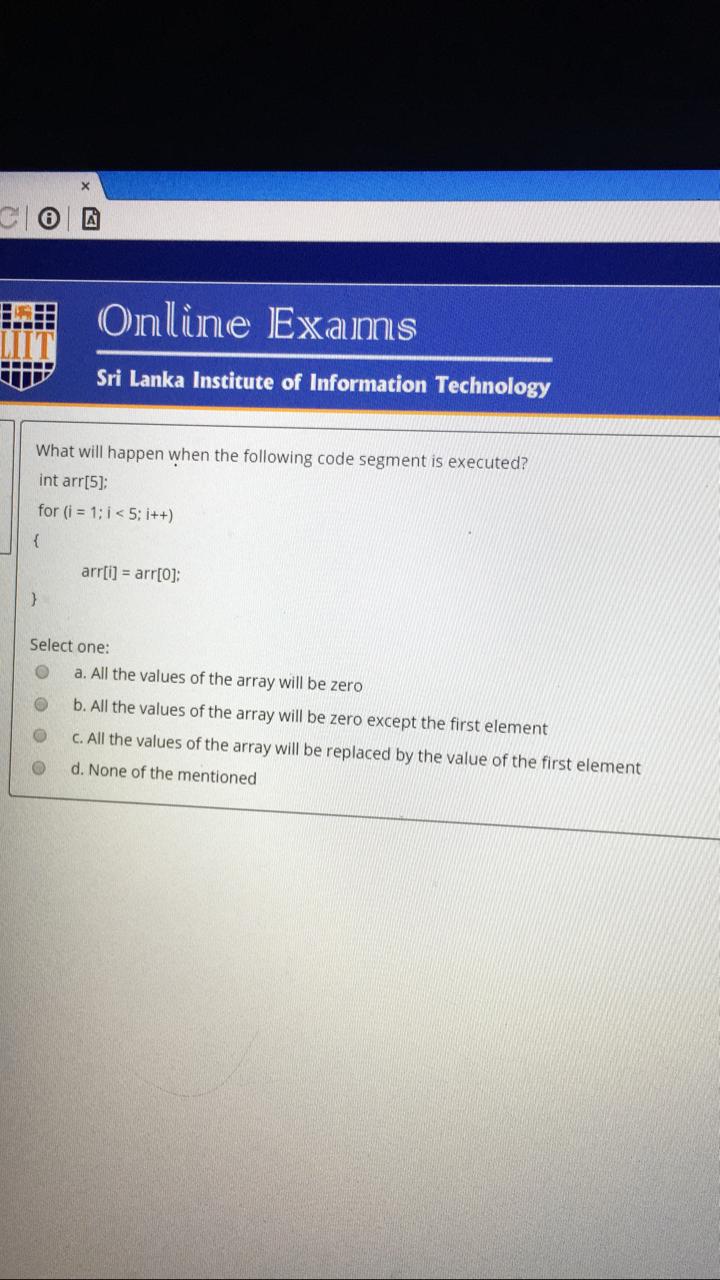 Online Exams
LIIT
Sri Lanka Institute of Information Technology
What will happen when the following code segment is executed?
int arr[5];
for (i = 1; i < 5; i++)
{
arr[i] = arr[0];
}
Select one:
a. All the values of the array will be zero
b. All the values of the array will be zero except the first element
c. All the values of the array will be replaced by the value of the first element
d. None of the mentioned